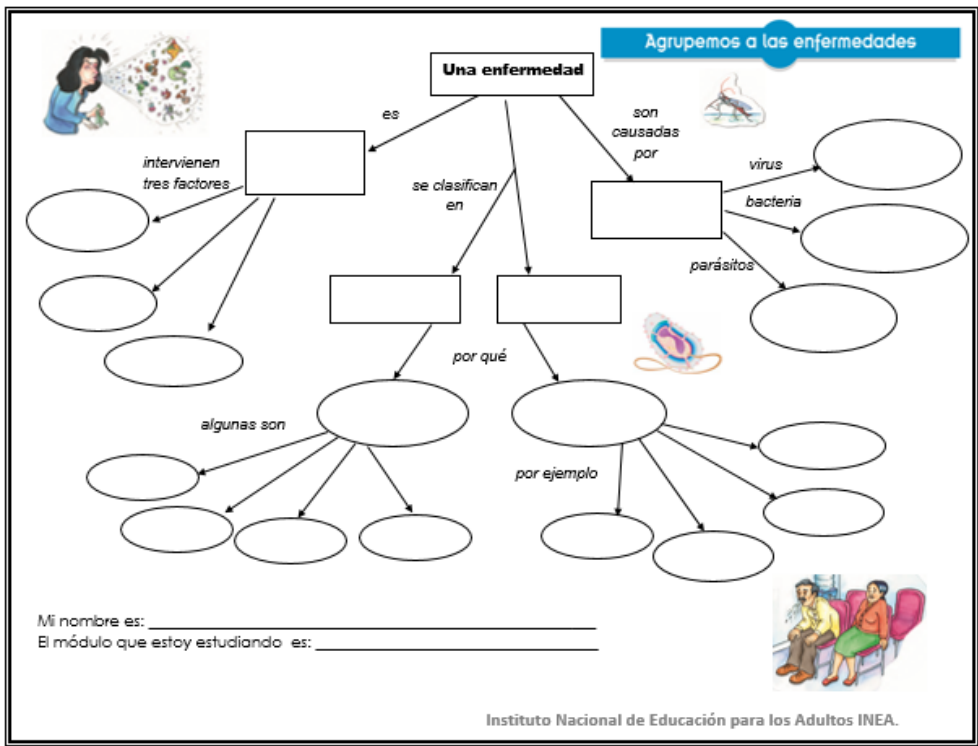 Agrupemos a las enfermedades
Una enfermedad
es
son
causadas
por
intervienen
tres factores
se clasifican
en
virus
bacteria
parásitos
por qué
algunas son
por ejemplo
Mi nombre es: ______________________
El módulo que estoy estudiando es: ______________________
Instituto Nacional de Educación para los Adultos INEA.